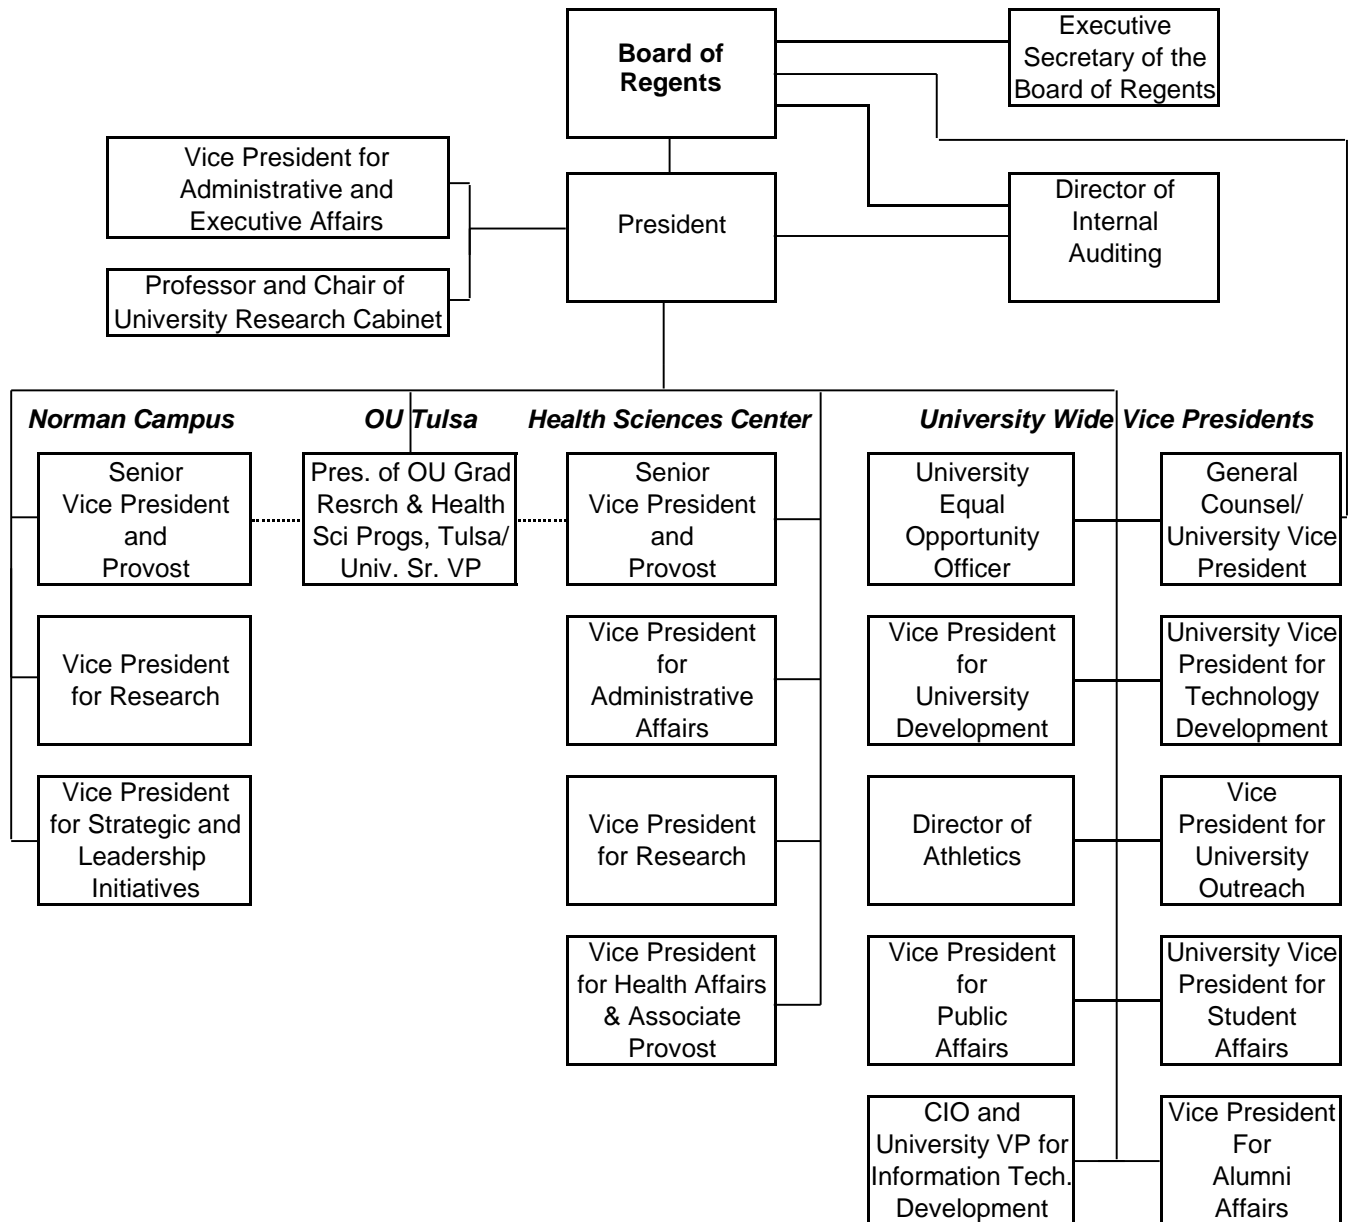 Board of
Regents
Executive
Secretary of the
Board of Regents
Vice President for
Administrative and
Executive Affairs
President
Director of
Internal
Auditing
Professor and Chair of
University Research Cabinet
Norman Campus
OU Tulsa
Health Sciences Center
University Wide Vice Presidents
Senior
Vice President
and
Provost
Pres. of OU Grad
Resrch & Health
Sci Progs, Tulsa/
Univ. Sr. VP
Senior
Vice President
and
Provost
University
Equal
Opportunity
Officer
General
Counsel/
University Vice
President
Vice President
for Research
Vice President
for
Administrative
Affairs
Vice President
for
University
Development
University Vice
President for
Technology
Development
Vice President
for Strategic and
Leadership
Initiatives
Vice President
for Research
Director of
Athletics
Vice
President for
University
Outreach
Vice President
for Health Affairs
& Associate
Provost
Vice President
for
Public
Affairs
University Vice
President for
Student
Affairs
CIO and
University VP for
Information Tech.
Development
Vice President
For
Alumni
Affairs